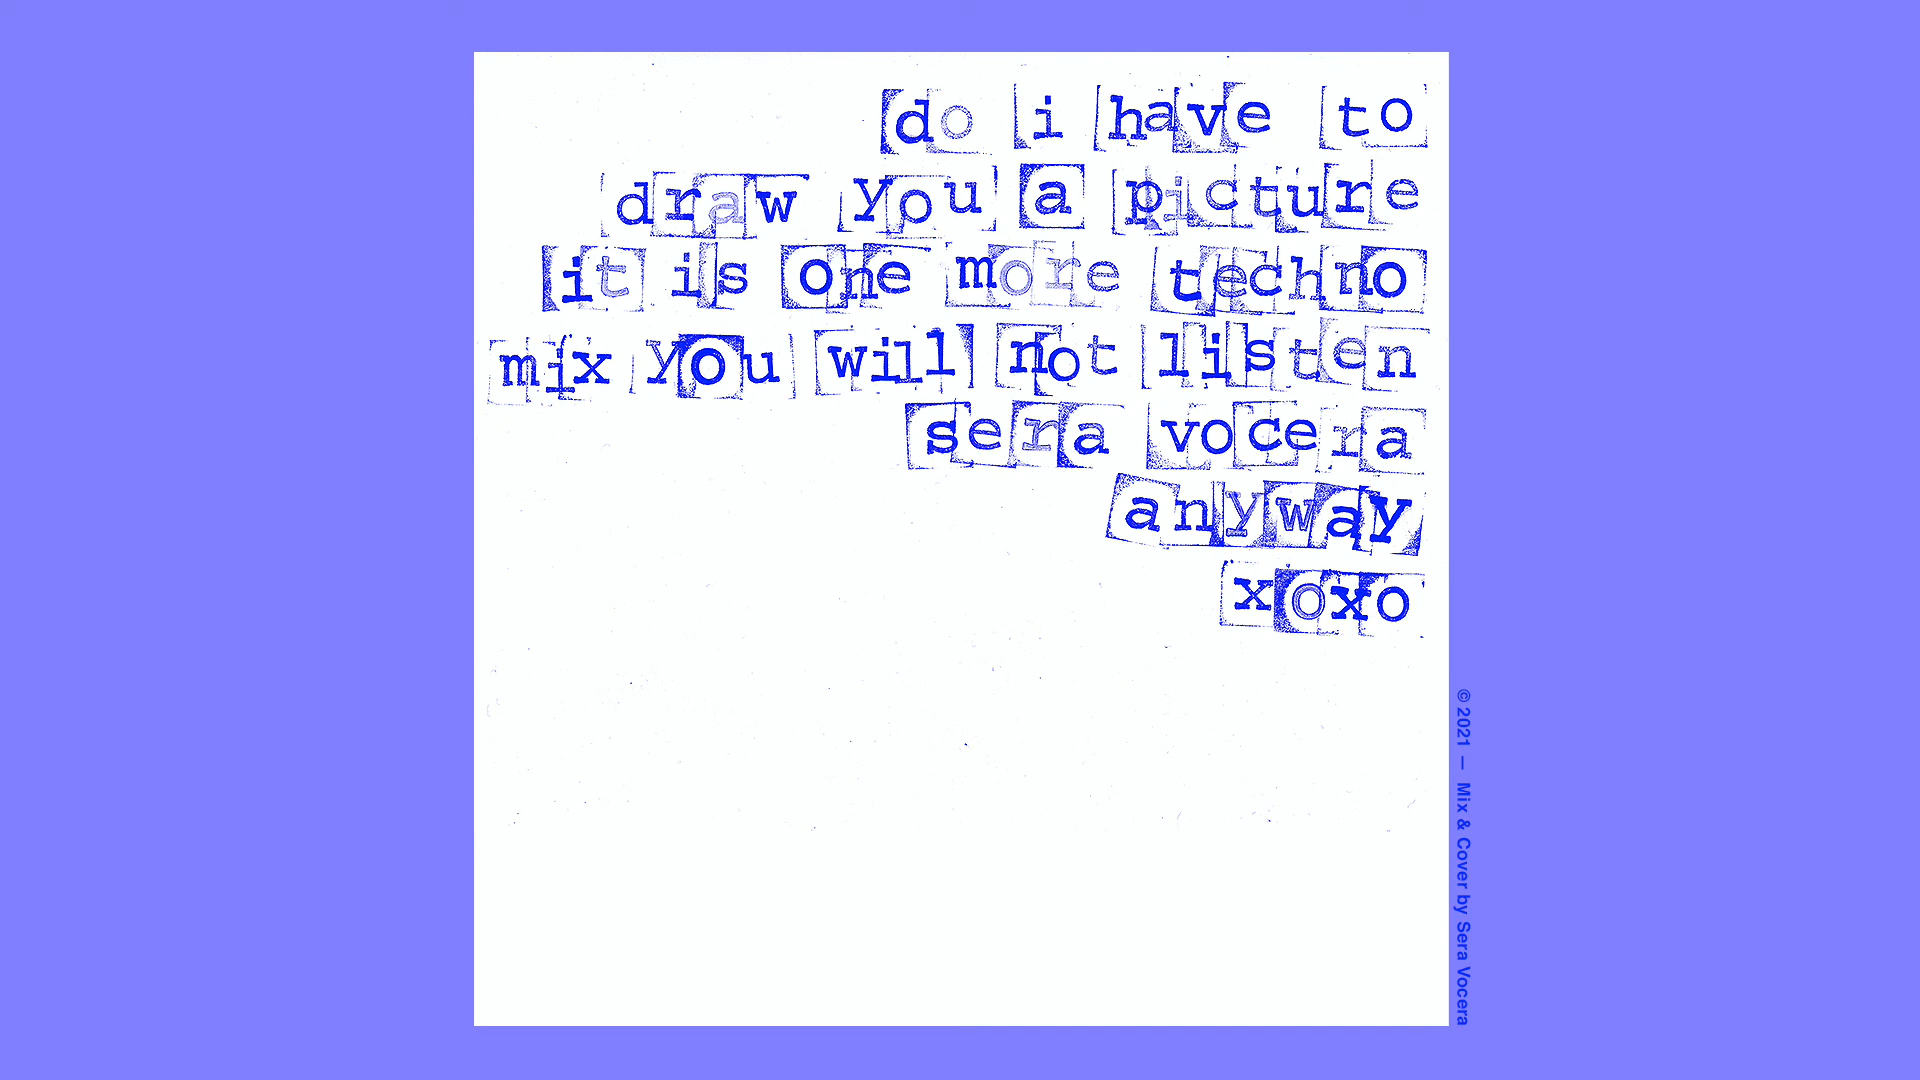 do i have to
draw you a picture
it is one more techno
mix you will not listen
sera vocera
anyway
xoxo
© 2021 — Mix & Cover by Sera Vocera